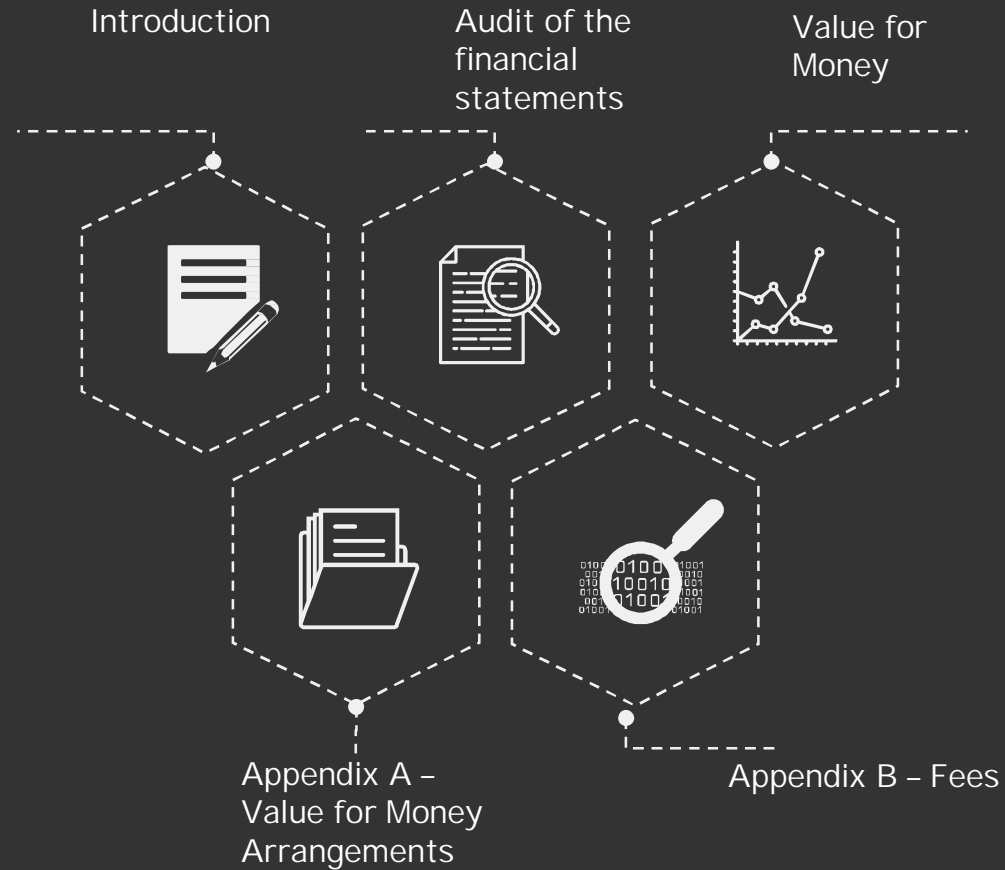 Introduction
Audit of the
financial
statements
Value for
Money
Appendix A –
Value for Money
Arrangements
Appendix B – Fees